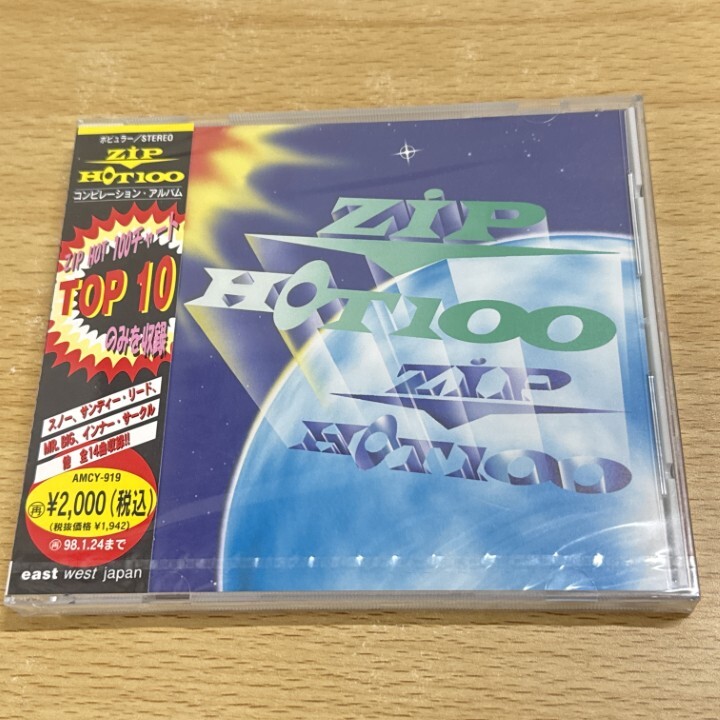 ポピュラー/STEREO
ZIP
HOT100
コンピレーション・アルバム
ZIP HOT 100チャート
TOP 10
のみを収録
スノー、サンディー・リード、
MR. BIG、インナー・サークル
他 全14曲収録!!
AMCY-919
再 ¥2,000(税込)
(税抜価格 ¥1,942)
再 98.1.24まで
east west japan
ZIP
HOT100
ZIP
HOT100